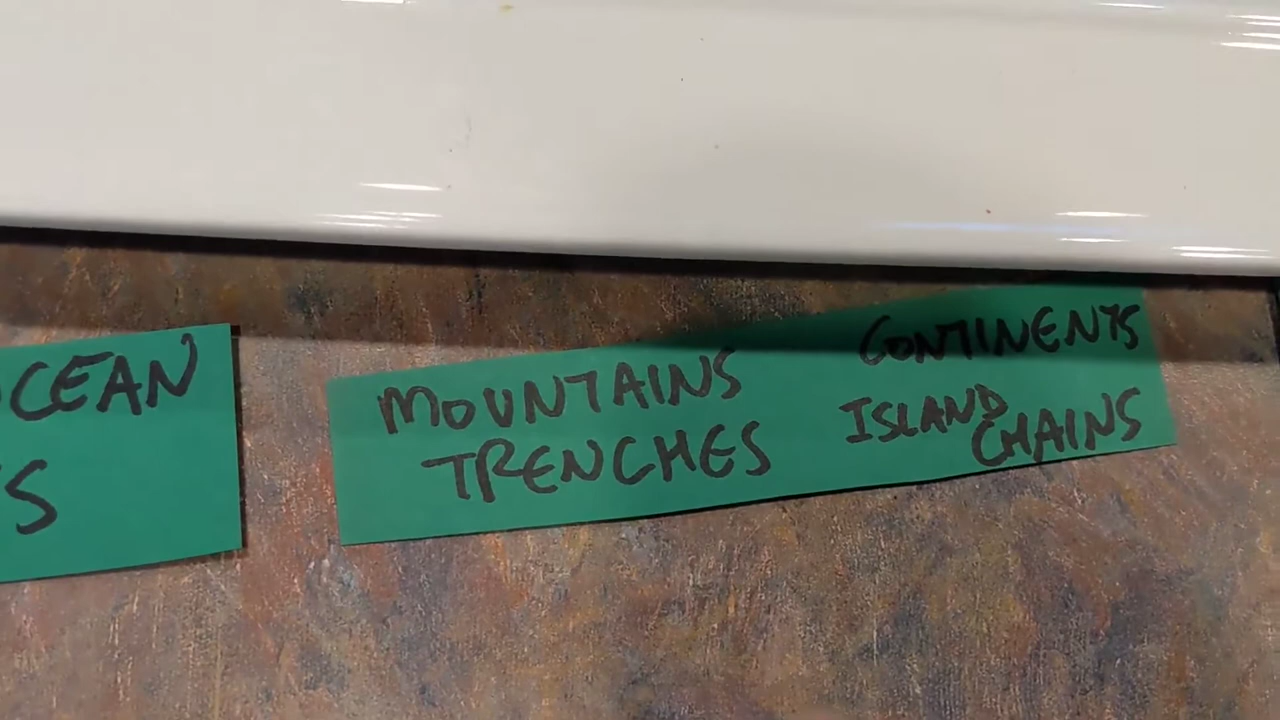 CEAN
S
MOUNTAINS
TRENCHES
CONTINENTS
ISLAND
CHAINS